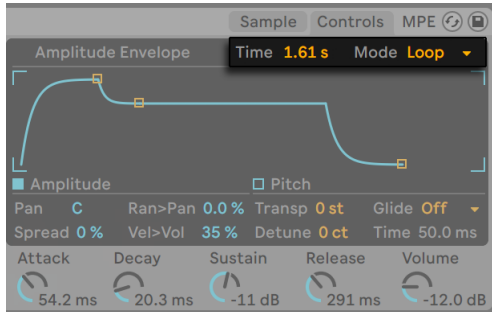 Sample Controls MPE
Amplitude Envelope Time 1.61 s Mode Loop
Amplitude Pitch
Pan C Ran>Pan 0.0 % Transp 0 st Glide Off
Spread 0 % Vel>Vol 35 % Detune 0 ct Time 50.0 ms
Attack Decay Sustain Release Volume
54.2 ms 20.3 ms -11 dB 291 ms -12.0 dB